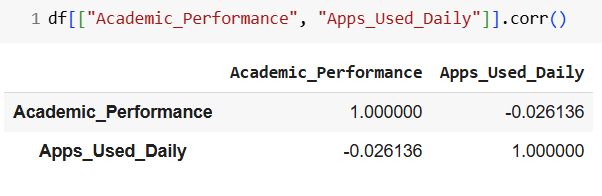 1 df[["Academic_Performance", "Apps_Used_Daily"]].corr()
Academic_Performance Apps_Used_Daily
Academic_Performance 1.000000 -0.026136
Apps_Used_Daily -0.026136 1.000000